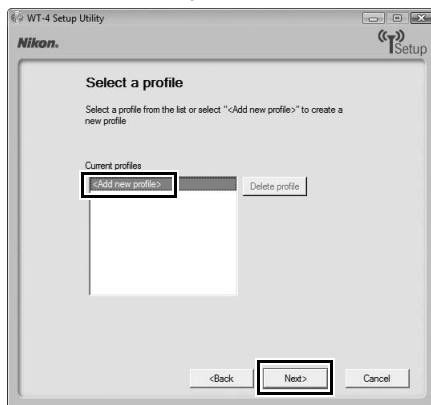 WT-4 Setup Utility
Nikon.
Setup
Select a profile
Select a profile from the list or select "<Add new profile>" to create a
new profile
Current profiles
<Add new profile>
Delete profile
<Back
Next>
Cancel